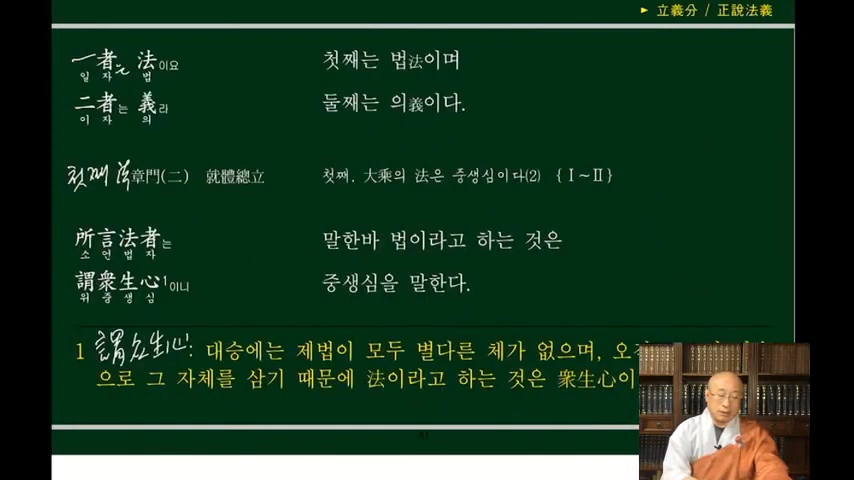 ▶ 立義分 / 正說法義
一者는 法이요 첫째는 법法이며
일 자 법
二者는 義라 둘째는 의義이다.
이 자 의
첫째 法章門(二) 就體總立 첫째. 大乘의 法은 중생심이다(2) {Ⅰ~Ⅱ}
所言法者는 말한바 법이라고 하는 것은
소 언 법 자
謂衆生心1이니 중생심을 말한다.
위 중 생 심
1 謂衆生心: 대승에는 제법이 모두 별다른 체가 없으며,
으로 그 자체를 삼기 때문에 法이라고 하는 것은 衆生心이